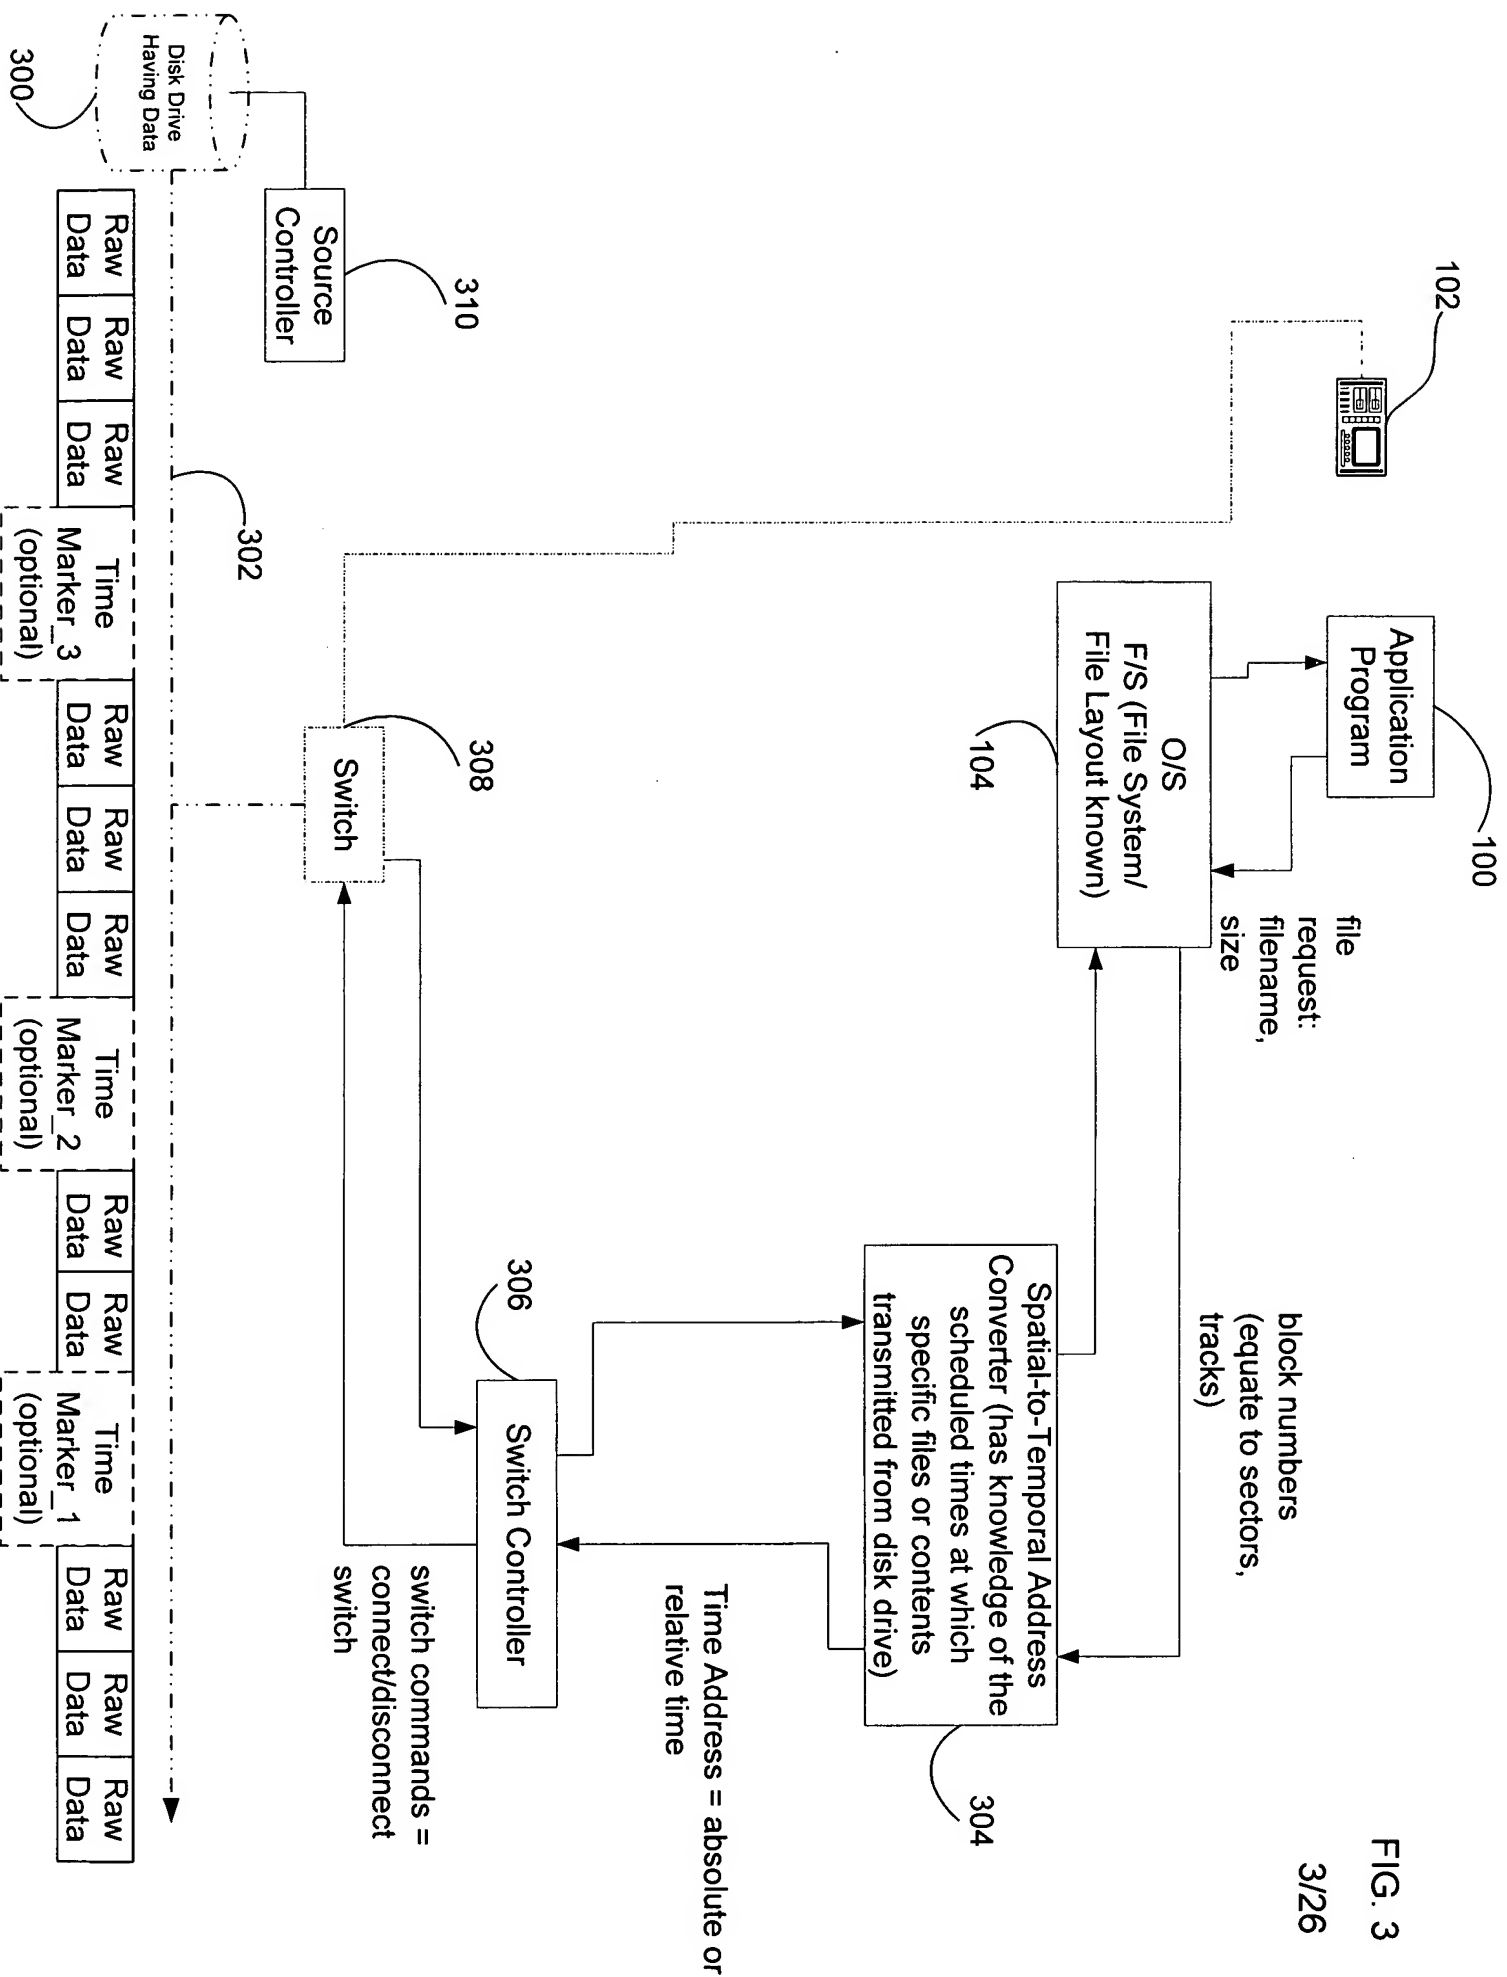 FIG. 3
3/26
100
Application
Program
102
file
request:
filename,
size
O/S
F/S (File System/
File Layout known)
104
block numbers
(equate to sectors,
tracks)
Spatial-to-Temporal Address
Converter (has knowledge of the
scheduled times at which
specific files or contents
transmitted from disk drive)
304
Time Address = absolute or
relative time
306
Switch Controller
switch commands =
connect/disconnect
switch
308
Switch
310
Source
Controller
302
Disk Drive
Having Data
300
Raw
Data
Raw
Data
Raw
Data
Time
Marker_3
(optional)
Raw
Data
Raw
Data
Raw
Data
Time
Marker_2
(optional)
Raw
Data
Raw
Data
Time
Marker_1
(optional)
Raw
Data
Raw
Data
Raw
Data